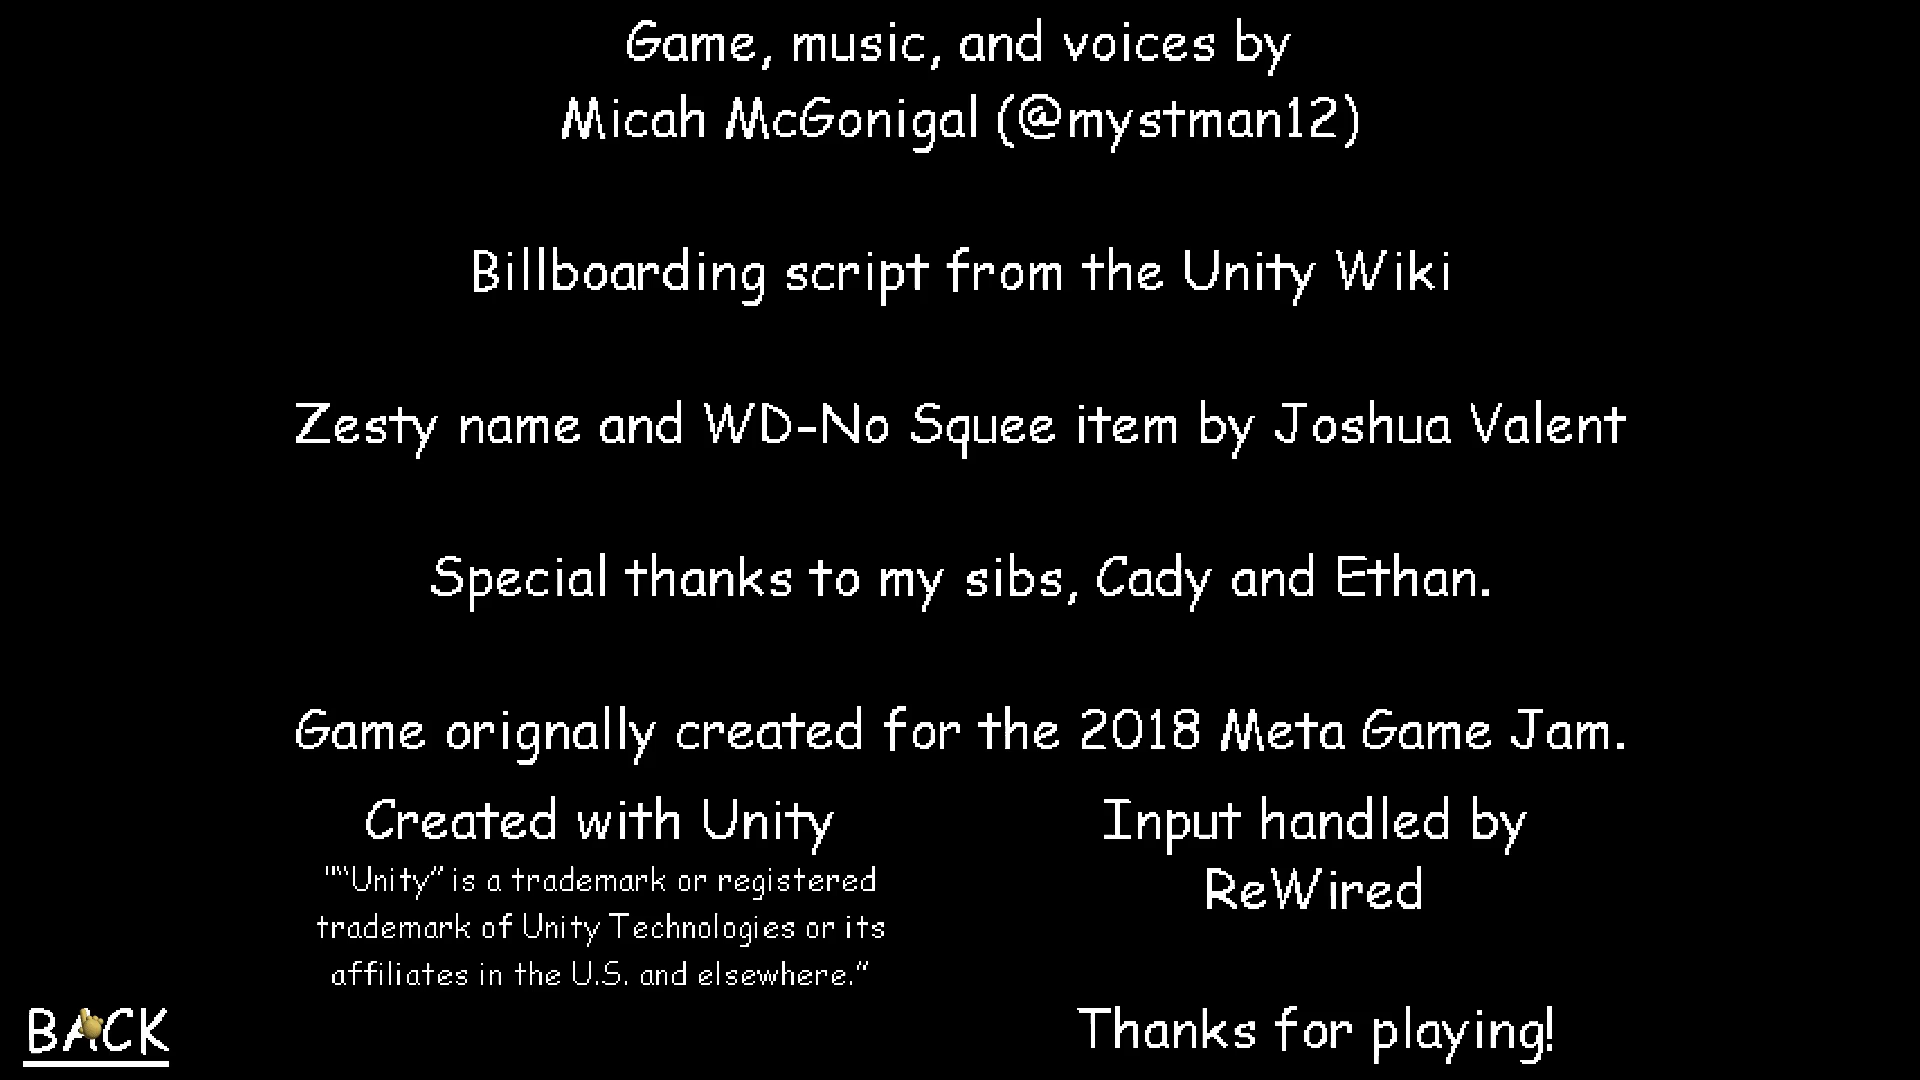 Game, music, and voices by
Micah McGonigal (@mystman12)
Billboarding script from the Unity Wiki
Zesty name and WD-No Squee item by Joshua Valent
Special thanks to my sibs, Cady and Ethan.
Game orignally created for the 2018 Meta Game Jam.
Created with Unity
"“Unity” is a trademark or registered
trademark of Unity Technologies or its
affiliates in the U.S. and elsewhere.”
Input handled by
ReWired
Thanks for playing!
BACK